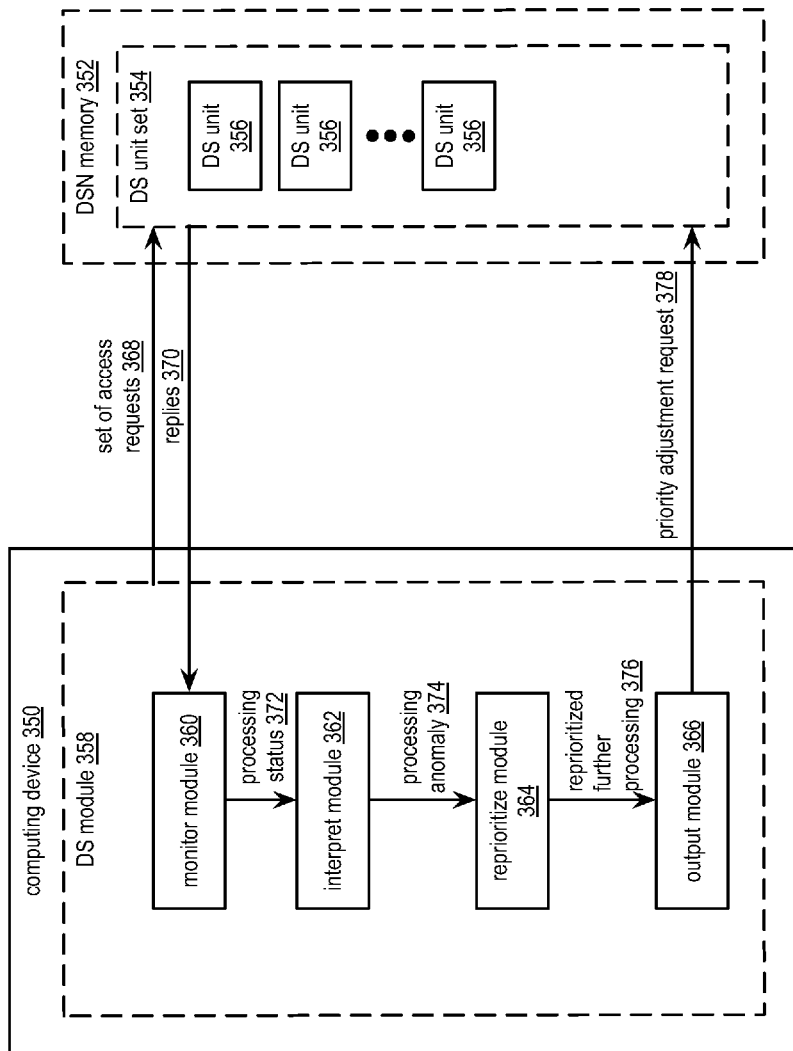 computing device 350
DS module 358
monitor module 360
processing
status 372
interpret module 362
processing
anomaly 374
reprioritize module
364
reprioritized
further
processing 376
output module 366
set of access
requests 368
replies 370
priority adjustment request 378
DSN memory 352
DS unit set 354
DS unit
356
DS unit
356
DS unit
356